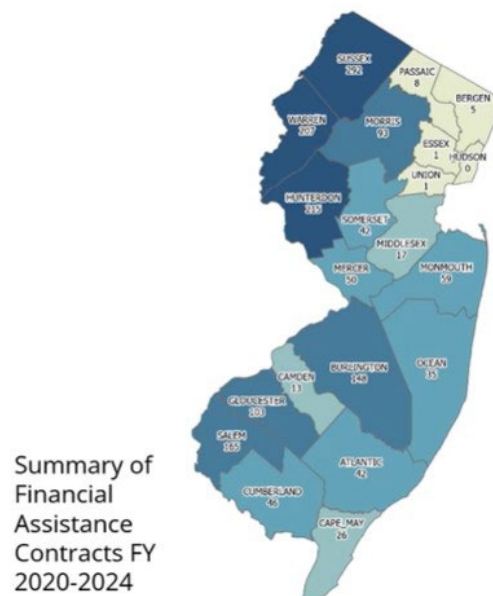 SUSSEX
292
PASSAIC
8
BERGEN
5
WARREN
207
MORRIS
93
ESSEX
1
HUDSON
0
UNION
1
HUNTERDON
215
SOMERSET
42
MIDDLESEX
17
MERCER
50
MONMOUTH
59
OCEAN
35
BURLINGTON
148
CAMDEN
13
GLOUCESTER
103
SALEM
165
ATLANTIC
42
CUMBERLAND
46
CAPE_MAY
26
Summary of
Financial
Assistance
Contracts FY
2020-2024